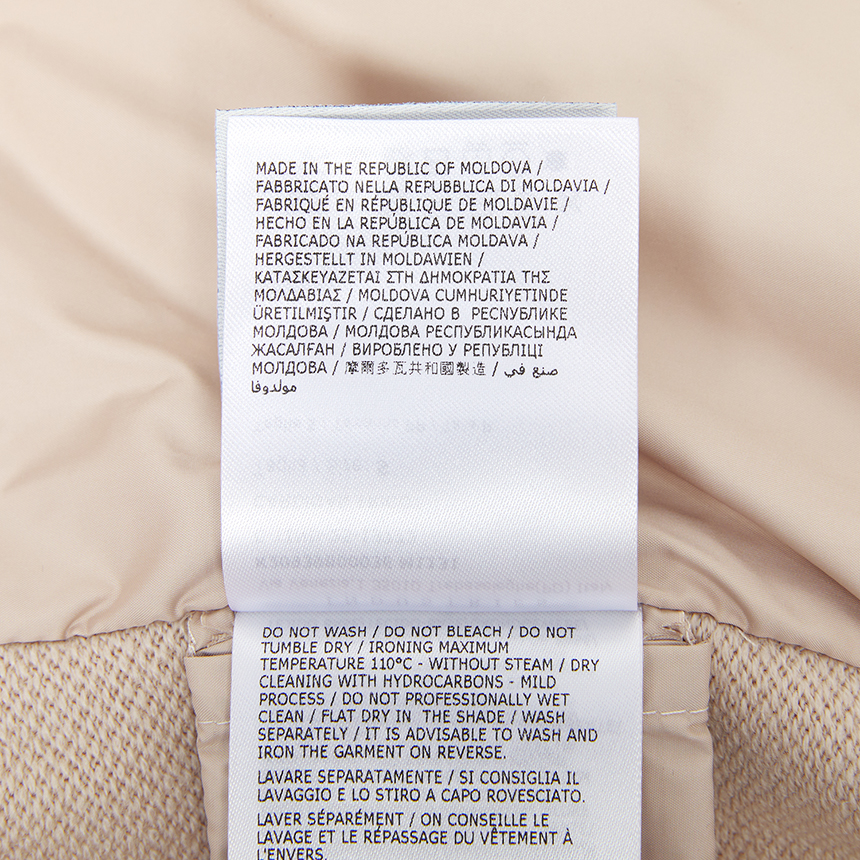 MADE IN THE REPUBLIC OF MOLDOVA /
FABBRICATO NELLA REPUBBLICA DI MOLDAVIA /
FABRIQUÉ EN RÉPUBLIQUE DE MOLDAVIE /
HECHO EN LA REPÚBLICA DE MOLDAVIA /
FABRICADO NA REPÚBLICA MOLDAVA /
HERGESTELLT IN MOLDAWIEN /
ΚΑΤΑΣΚΕΥΑΖΕΤΑΙ ΣΤΗ ΔΗΜΟΚΡΑΤΙΑ ΤΗΣ
ΜΟΛΔΑΒΙΑΣ / MOLDOVA CUMHURIYETINDE
ÜRETILMIŞTIR / СДЕЛАНО В РЕСПУБЛИКЕ
МОЛДОВА / МОЛДОВА РЕСПУБЛИКАСЫНДА
ЖАСАЛҒАН / ВИРОБЛЕНО У РЕПУБЛІЦІ
МОЛДОВА / 摩爾多瓦共和國製造 / صنع في
مولدوفا
DO NOT WASH / DO NOT BLEACH / DO NOT
TUMBLE DRY / IRONING MAXIMUM
TEMPERATURE 110°C - WITHOUT STEAM / DRY
CLEANING WITH HYDROCARBONS - MILD
PROCESS / DO NOT PROFESSIONALLY WET
CLEAN / FLAT DRY IN THE SHADE / WASH
SEPARATELY / IT IS ADVISABLE TO WASH AND
IRON THE GARMENT ON REVERSE.
LAVARE SEPARATAMENTE / SI CONSIGLIA IL
LAVAGGIO E LO STIRO A CAPO ROVESCIATO.
LAVER SÉPARÉMENT / ON CONSEILLE LE
LAVAGE ET LE RÉPASSAGE DU VÊTEMENT À
L'ENVERS.